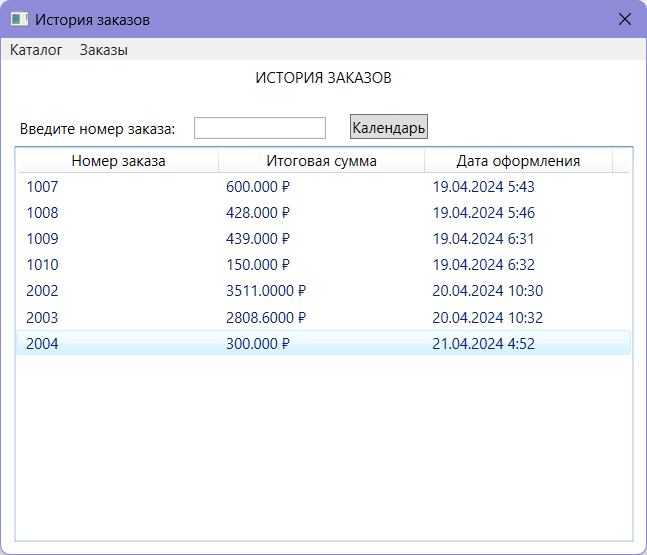 История заказов
Каталог Заказы
ИСТОРИЯ ЗАКАЗОВ
Введите номер заказа: Календарь
Номер заказа Итоговая сумма Дата оформления
1007 600.000 ₽ 19.04.2024 5:43
1008 428.000 ₽ 19.04.2024 5:46
1009 439.000 ₽ 19.04.2024 6:31
1010 150.000 ₽ 19.04.2024 6:32
2002 3511.0000 ₽ 20.04.2024 10:30
2003 2808.6000 ₽ 20.04.2024 10:32
2004 300.000 ₽ 21.04.2024 4:52